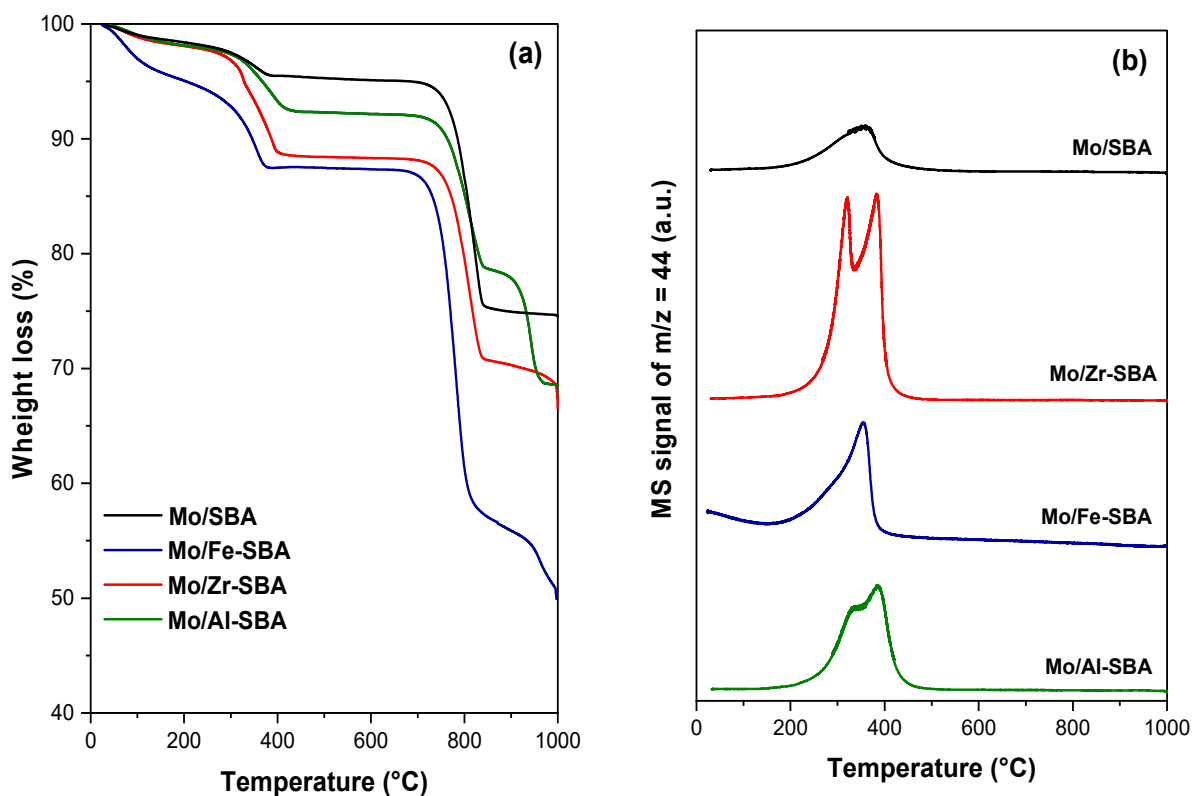 (a)
100
90
80
70
60
50
40
Wheight loss (%)
Mo/SBA
Mo/Fe-SBA
Mo/Zr-SBA
Mo/Al-SBA
0 200 400 600 800 1000
Temperature (°C)
(b)
MS signal of m/z = 44 (a.u.)
Mo/SBA
Mo/Zr-SBA
Mo/Fe-SBA
Mo/Al-SBA
0 200 400 600 800 1000
Temperature (°C)